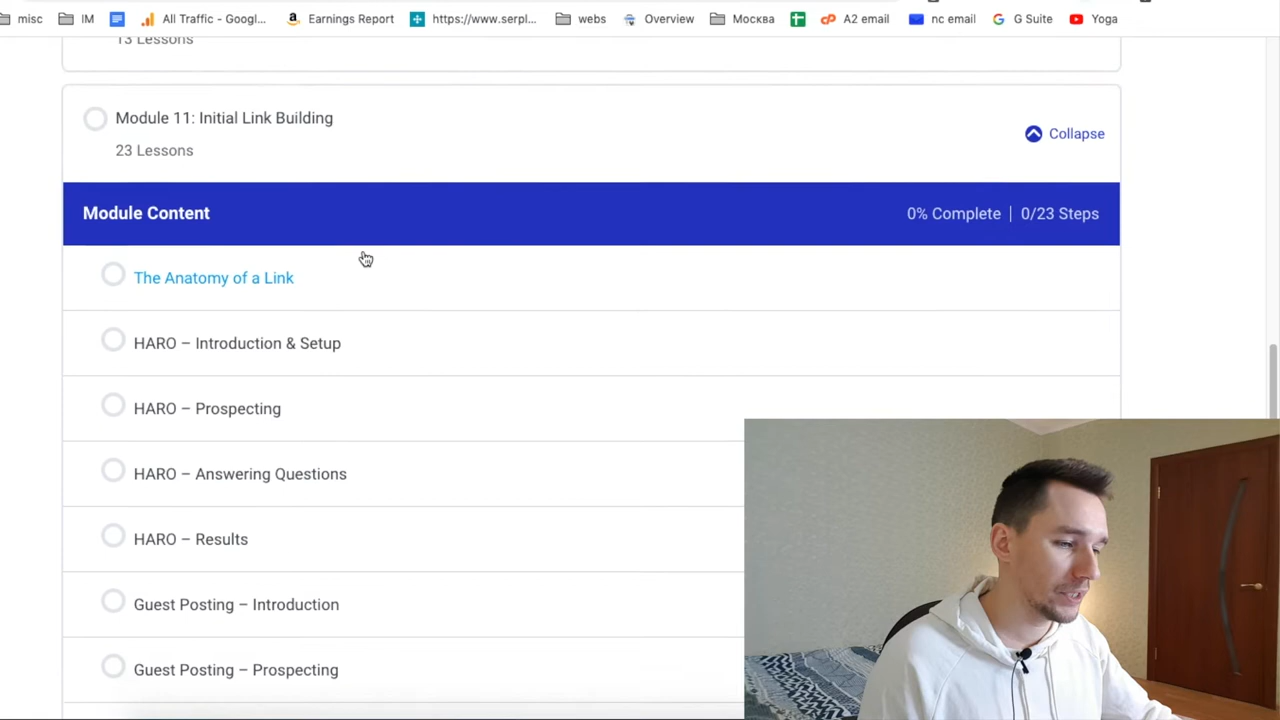 misc IM All Traffic - Googl... Earnings Report https://www.serpl... webs Overview Москва A2 email nc email G Suite Yoga
13 Lessons
Module 11: Initial Link Building
23 Lessons
Collapse
Module Content
0% Complete | 0/23 Steps
The Anatomy of a Link
HARO – Introduction & Setup
HARO – Prospecting
HARO – Answering Questions
HARO – Results
Guest Posting – Introduction
Guest Posting – Prospecting